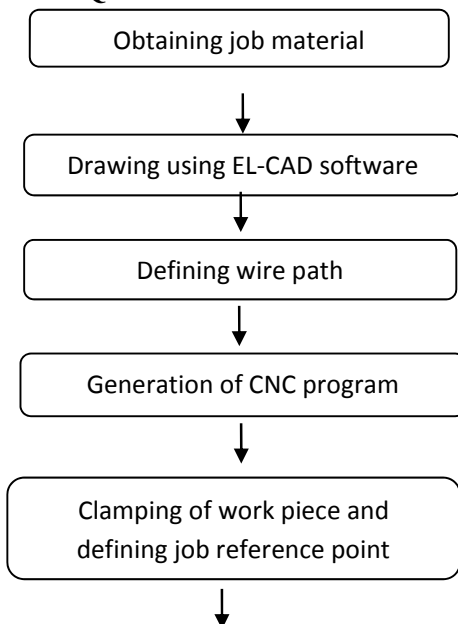 Obtaining job material
Drawing using EL-CAD software
Defining wire path
Generation of CNC program
Clamping of work piece and
defining job reference point